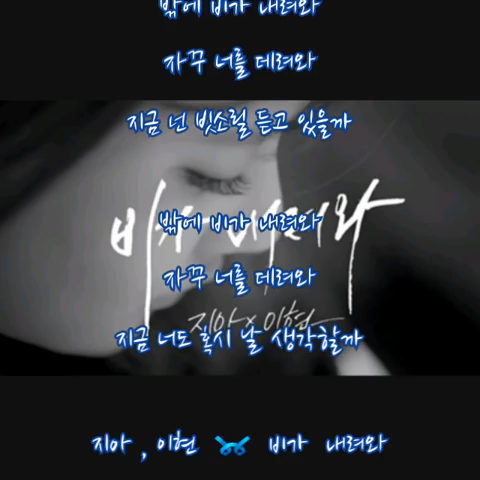 밖에 비가 내려와
자꾸 너를 데려와
지금 넌 빗소릴 듣고 있을까
밖에 비가 내려와
비가 내려와
자꾸 너를 데려와
지아 × 이현
지금 너도 혹시 날 생각할까
지아 , 이현 비가 내려와